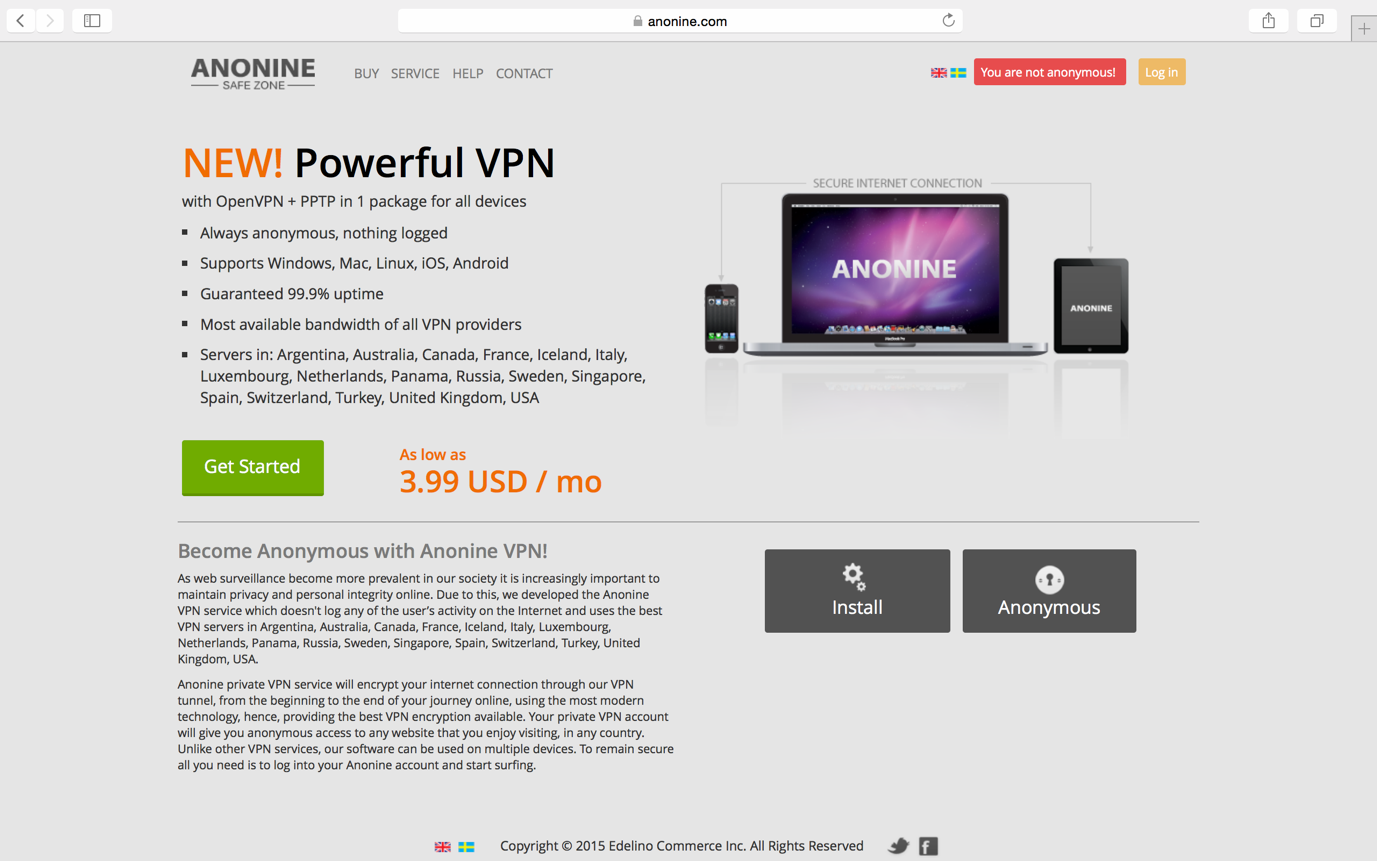 anonine.com
ANONINE
SAFE ZONE
BUY SERVICE HELP CONTACT
You are not anonymous!
Log in
NEW! Powerful VPN
with OpenVPN + PPTP in 1 package for all devices
Always anonymous, nothing logged
Supports Windows, Mac, Linux, iOS, Android
Guaranteed 99.9% uptime
Most available bandwidth of all VPN providers
Servers in: Argentina, Australia, Canada, France, Iceland, Italy,
Luxembourg, Netherlands, Panama, Russia, Sweden, Singapore,
Spain, Switzerland, Turkey, United Kingdom, USA
SECURE INTERNET CONNECTION
ANONINE
MacBook Pro
ANONINE
Get Started
As low as
3.99 USD / mo
Become Anonymous with Anonine VPN!
As web surveillance become more prevalent in our society it is increasingly important to
maintain privacy and personal integrity online. Due to this, we developed the Anonine
VPN service which doesn't log any of the user's activity on the Internet and uses the best
VPN servers in Argentina, Australia, Canada, France, Iceland, Italy, Luxembourg,
Netherlands, Panama, Russia, Sweden, Singapore, Spain, Switzerland, Turkey, United
Kingdom, USA.
Anonine private VPN service will encrypt your internet connection through our VPN
tunnel, from the beginning to the end of your journey online, using the most modern
technology, hence, providing the best VPN encryption available. Your private VPN account
will give you anonymous access to any website that you enjoy visiting, in any country.
Unlike other VPN services, our software can be used on multiple devices. To remain secure
all you need is to log into your Anonine account and start surfing.
Install
Anonymous
Copyright © 2015 Edelino Commerce Inc. All Rights Reserved